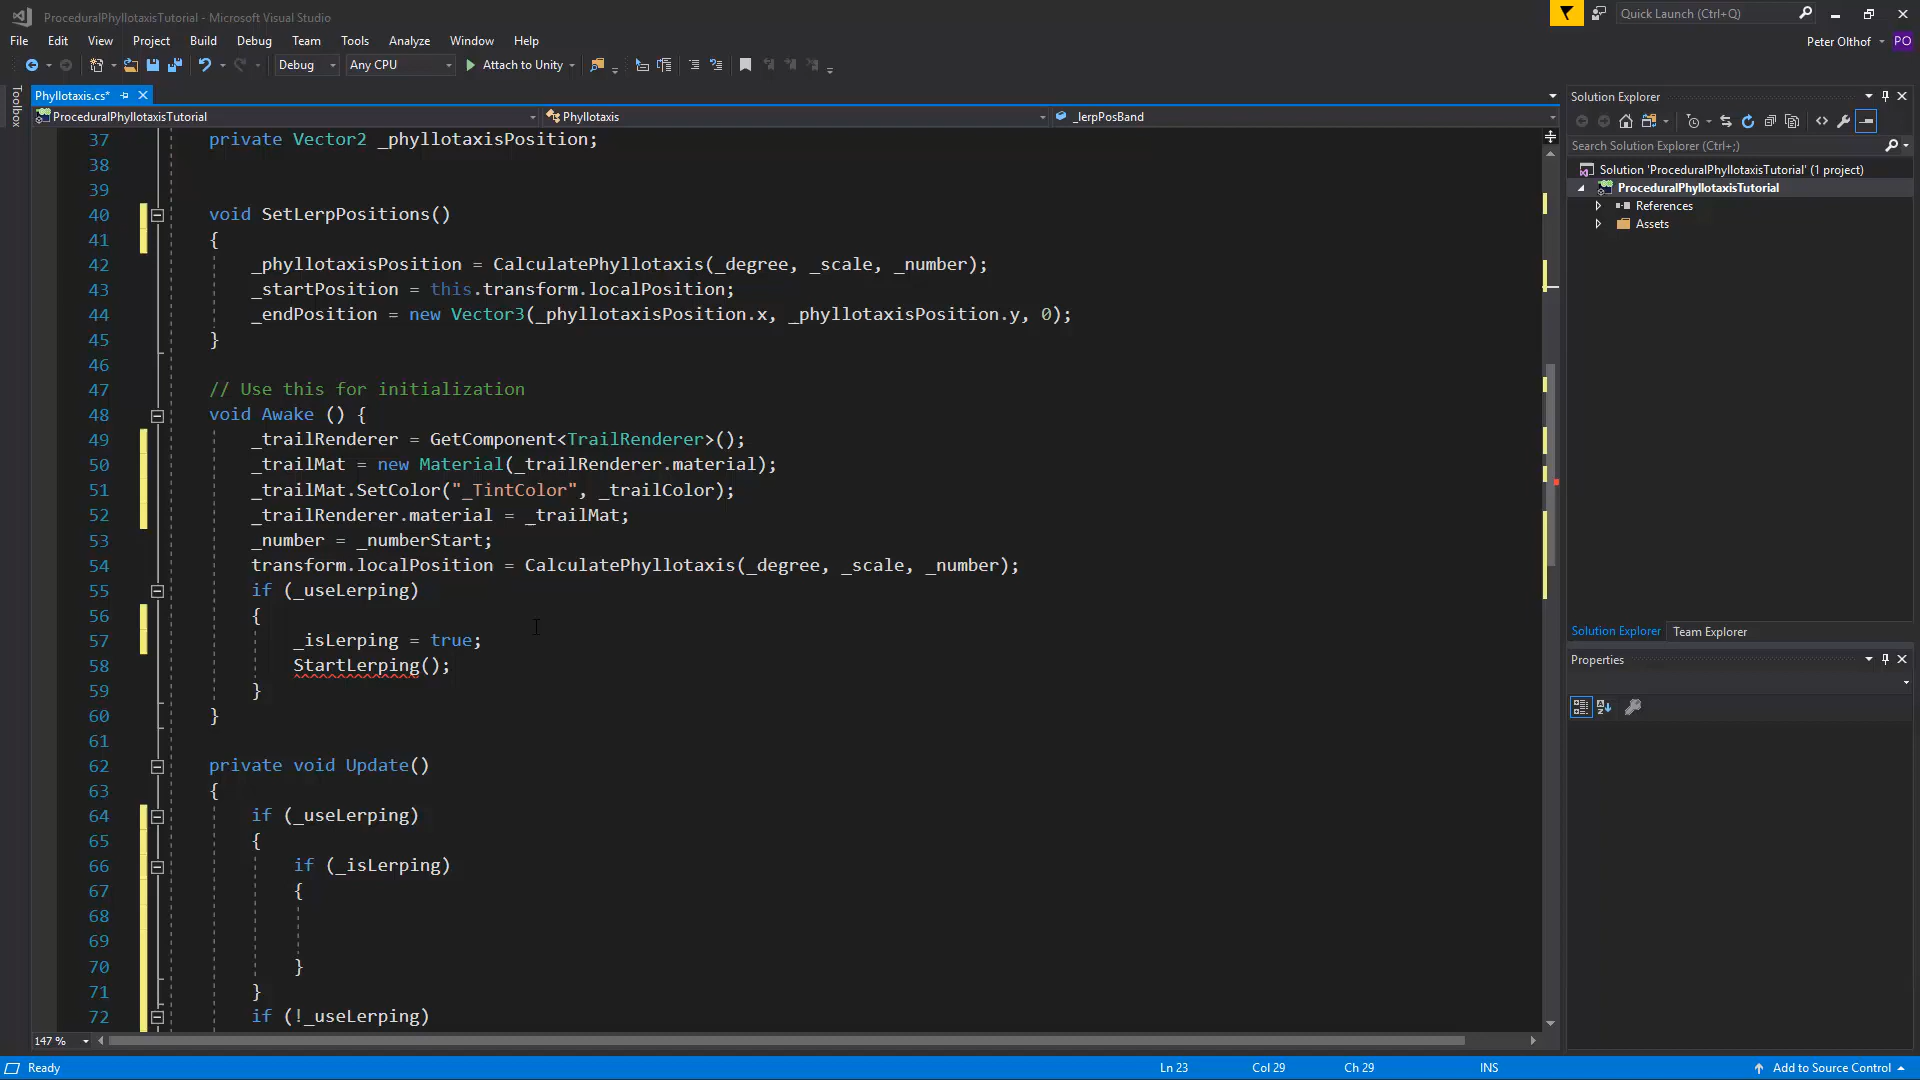 ProceduralPhyllotaxisTutorial - Microsoft Visual Studio
Quick Launch (Ctrl+Q)
File Edit View Project Build Debug Team Tools Analyze Window Help
Peter Olthof PO
Debug Any CPU Attach to Unity
Toolbox
Phyllotaxis.cs*
ProceduralPhyllotaxisTutorial Phyllotaxis _lerpPosBand
37 private Vector2 _phyllotaxisPosition;
38
39
40 void SetLerpPositions()
41 {
42 _phyllotaxisPosition = CalculatePhyllotaxis(_degree, _scale, _number);
43 _startPosition = this.transform.localPosition;
44 _endPosition = new Vector3(_phyllotaxisPosition.x, _phyllotaxisPosition.y, 0);
45 }
46
47 // Use this for initialization
48 void Awake () {
49 _trailRenderer = GetComponent<TrailRenderer>();
50 _trailMat = new Material(_trailRenderer.material);
51 _trailMat.SetColor("_TintColor", _trailColor);
52 _trailRenderer.material = _trailMat;
53 _number = _numberStart;
54 transform.localPosition = CalculatePhyllotaxis(_degree, _scale, _number);
55 if (_useLerping)
56 {
57 _isLerping = true;
58 StartLerping();
59 }
60 }
61
62 private void Update()
63 {
64 if (_useLerping)
65 {
66 if (_isLerping)
67 {
68
69
70 }
71 }
72 if (!_useLerping)
147 %
Solution Explorer
Search Solution Explorer (Ctrl+;)
Solution 'ProceduralPhyllotaxisTutorial' (1 project)
ProceduralPhyllotaxisTutorial
References
Assets
Solution Explorer Team Explorer
Properties
Ready Ln 23 Col 29 Ch 29 INS Add to Source Control